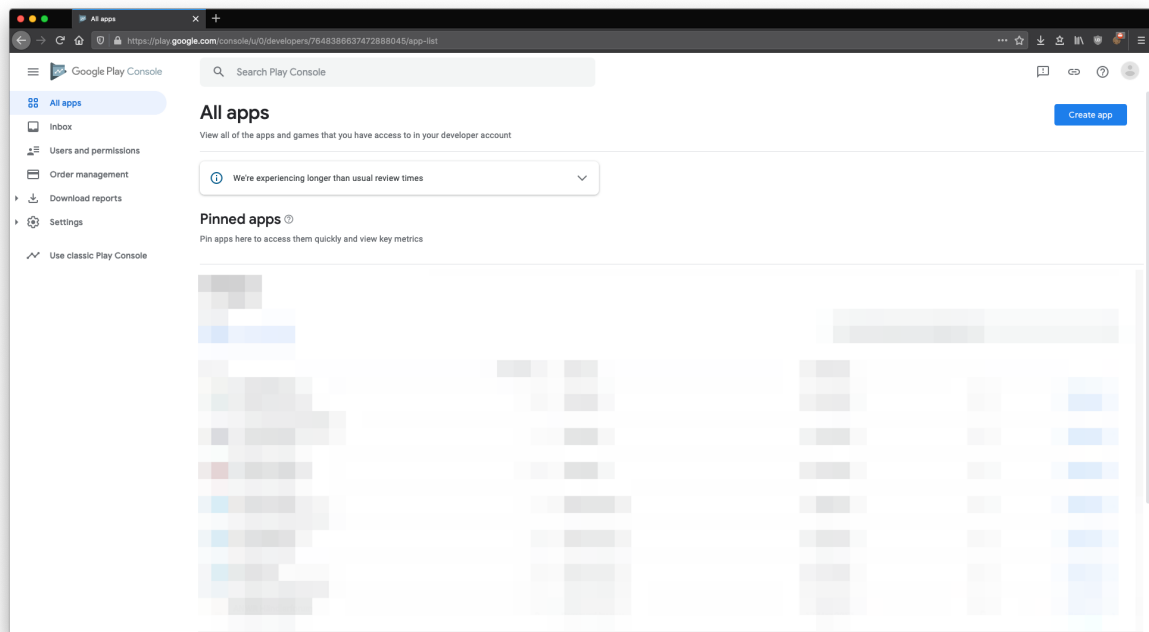 All apps
https://play.google.com/console/u/0/developers/7648386637472888045/app-list
Google Play Console
Search Play Console
All apps
Inbox
Users and permissions
Order management
Download reports
Settings
Use classic Play Console
All apps
Create app
View all of the apps and games that you have access to in your developer account
We're experiencing longer than usual review times
Pinned apps
Pin apps here to access them quickly and view key metrics